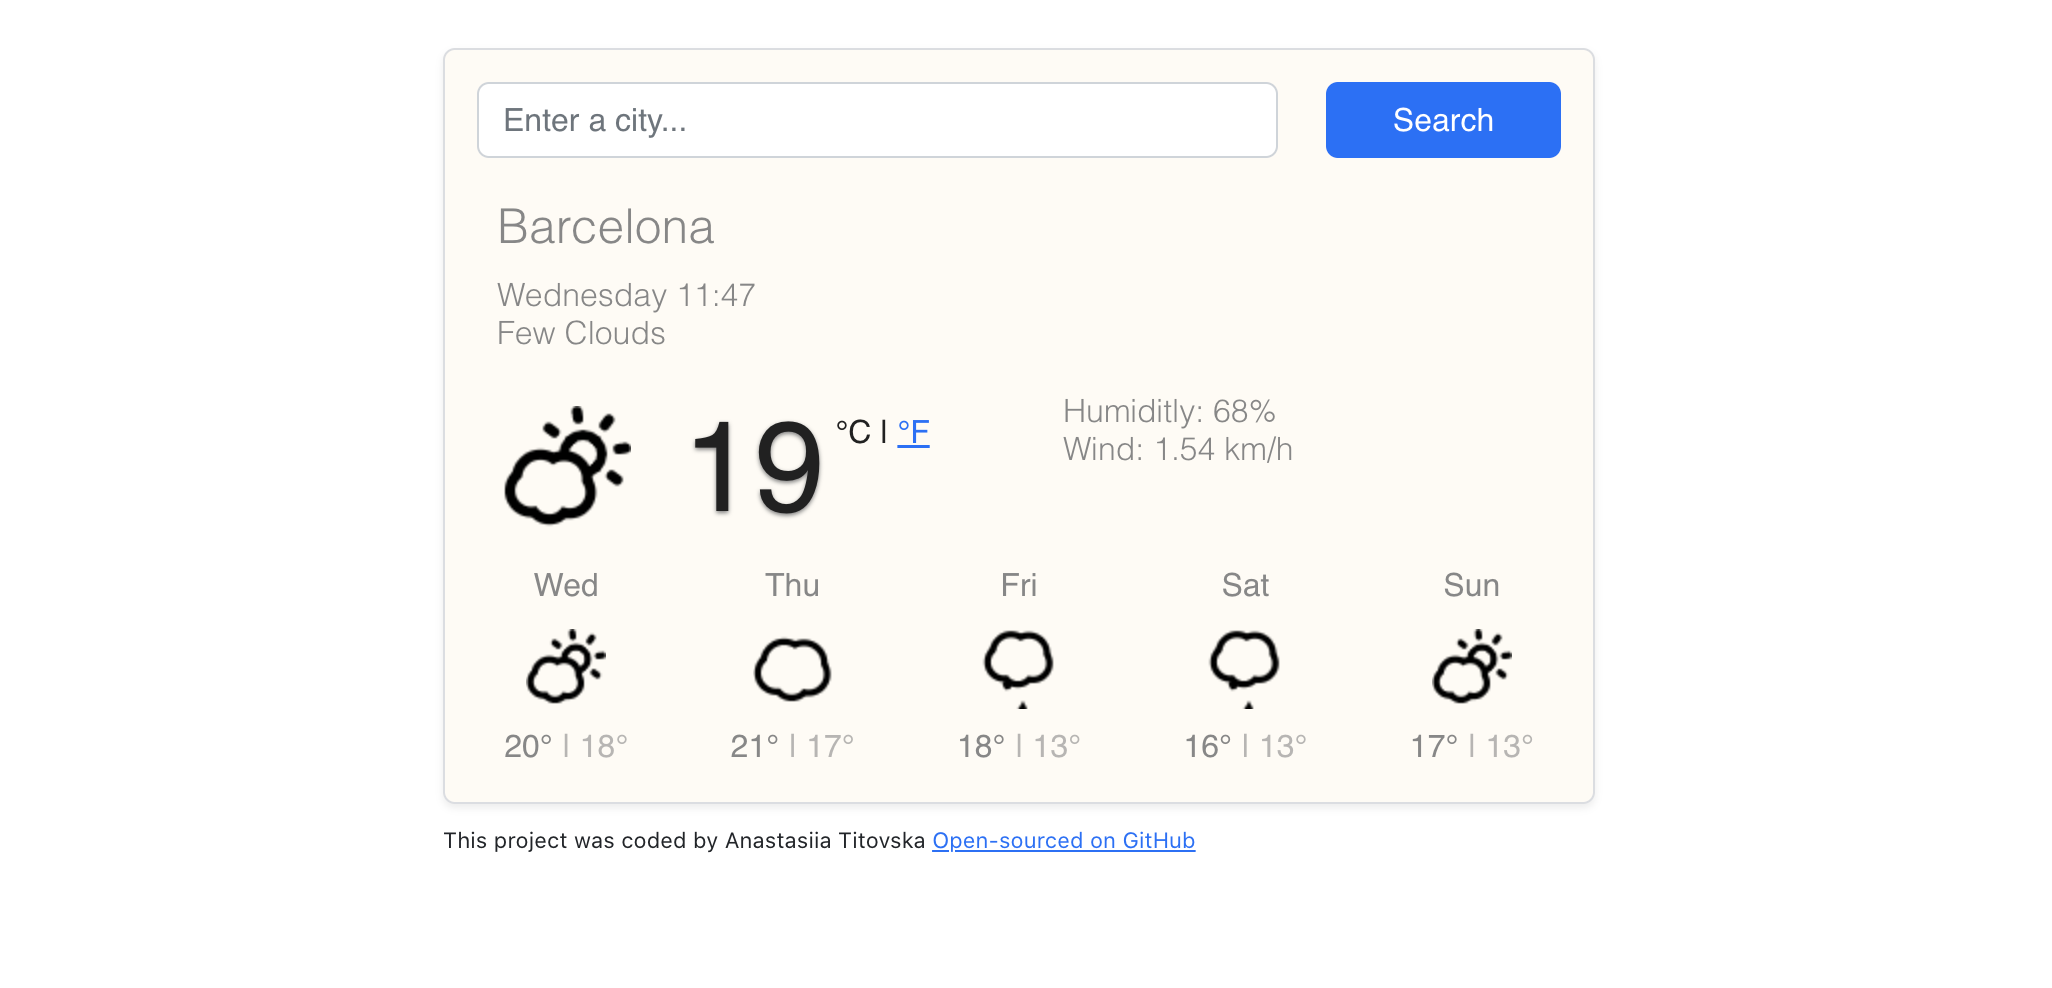 Enter a city...
Search
Barcelona
Wednesday 11:47
Few Clouds
19 °C | °F
Humiditly: 68%
Wind: 1.54 km/h
Wed Thu Fri Sat Sun
20° | 18° 21° | 17° 18° | 13° 16° | 13° 17° | 13°
This project was coded by Anastasiia Titovska Open-sourced on GitHub